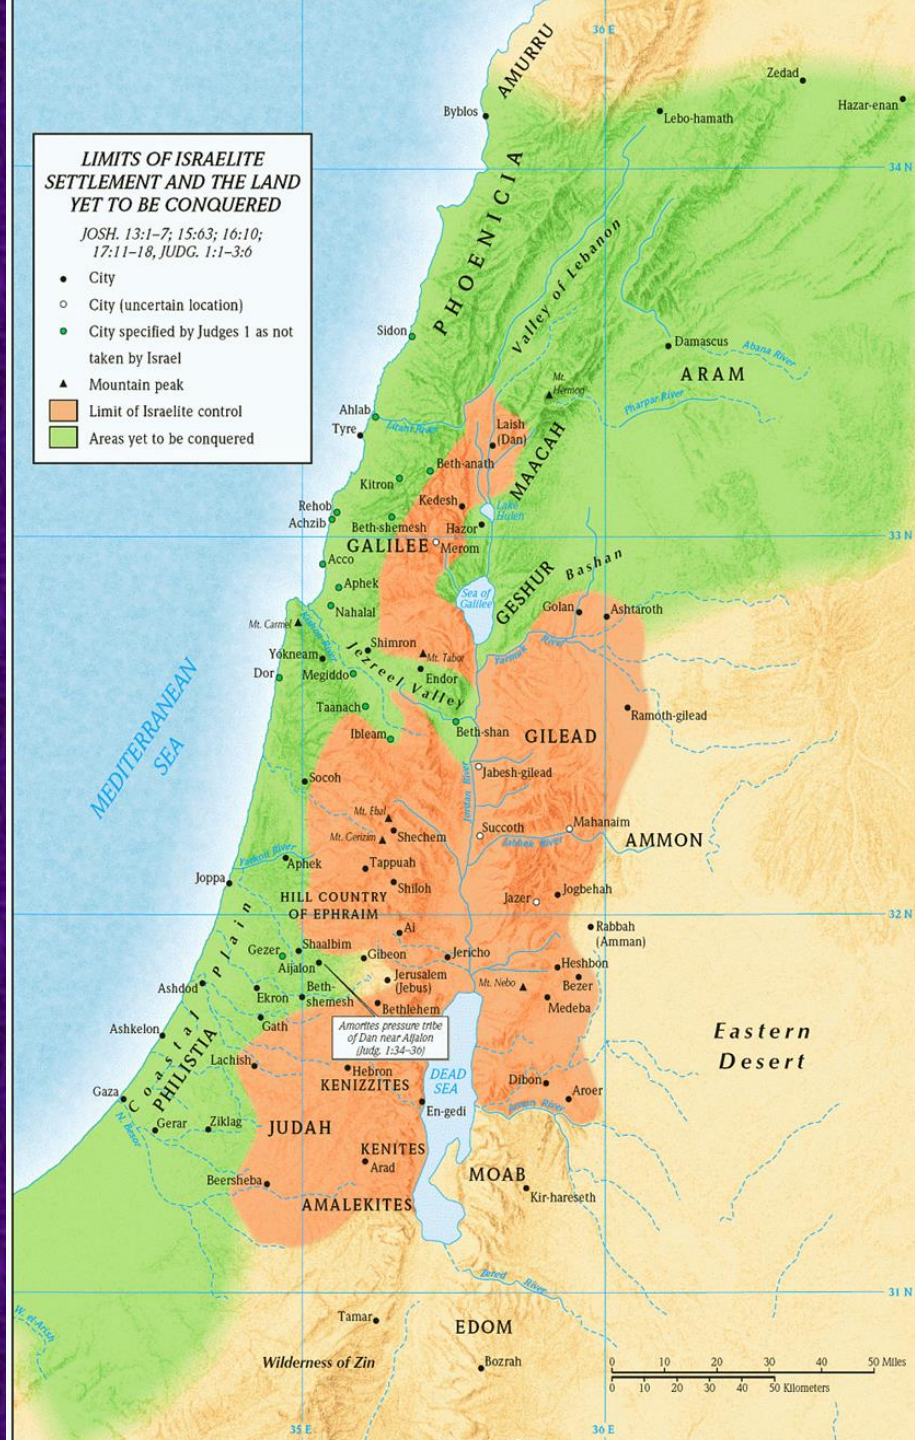 36 E
AMURRU
Zedad
Hazar-enan
Byblos
Lebo-hamath
LIMITS OF ISRAELITE
SETTLEMENT AND THE LAND
YET TO BE CONQUERED
JOSH. 13:1–7; 15:63; 16:10;
17:11–18, JUDG. 1:1–3:6
City
City (uncertain location)
City specified by Judges 1 as not
taken by Israel
Mountain peak
Limit of Israelite control
Areas yet to be conquered
34 N
PHOENICIA
Valley of Lebanon
Sidon
Damascus
Abana River
ARAM
Mt.
Hermon
Pharpar River
Ahlab
Tyre
Litani River
Laish
(Dan)
MAACAH
Beth-anath
Kitron
Kedesh
Lake
Huleh
Rehob
Achzib
Beth-shemesh
Hazor
33 N
GALILEE
Merom
Acco
Bashan
GESHUR
Aphek
Sea of
Galilee
Nahalal
Golan
Ashtaroth
Mt. Carmel
Kishon River
Shimron
Yarmuk River
Yokneam
Mt. Tabor
Jezreel Valley
Dor
Megiddo
Endor
Taanach
Ramoth-gilead
Ibleam
Beth-shan
GILEAD
MEDITERRANEAN
SEA
Jabesh-gilead
Socoh
Jordan River
Mt. Ebal
Mt. Gerizim
Shechem
Succoth
Mahanaim
Jabbok River
AMMON
Yarkon River
Aphek
Tappuah
Joppa
Shiloh
Jogbehah
Jazer
HILL COUNTRY
OF EPHRAIM
32 N
Ai
Rabbah
(Amman)
Gezer
Shaalbim
Gibeon
Jericho
Aijalon
Heshbon
Jerusalem
(Jebus)
Mt. Nebo
Bezer
Ashdod
Ekron
Beth-
shemesh
Bethlehem
Medeba
Gath
Amorites pressure tribe
of Dan near Aijalon
(Judg. 1:34–36)
Ashkelon
Coastal Plain
PHILISTIA
Eastern
Desert
Lachish
Hebron
KENIZZITES
DEAD
SEA
Dibon
Aroer
Gaza
En-gedi
Arnon River
N. Besor
Gerar
Ziklag
JUDAH
KENITES
Arad
MOAB
Beersheba
AMALEKITES
Kir-hareseth
Zered River
31 N
W. el-Arish
Tamar
EDOM
Wilderness of Zin
Bozrah
0 10 20 30 40 50 Miles
0 10 20 30 40 50 Kilometers
35 E
36 E